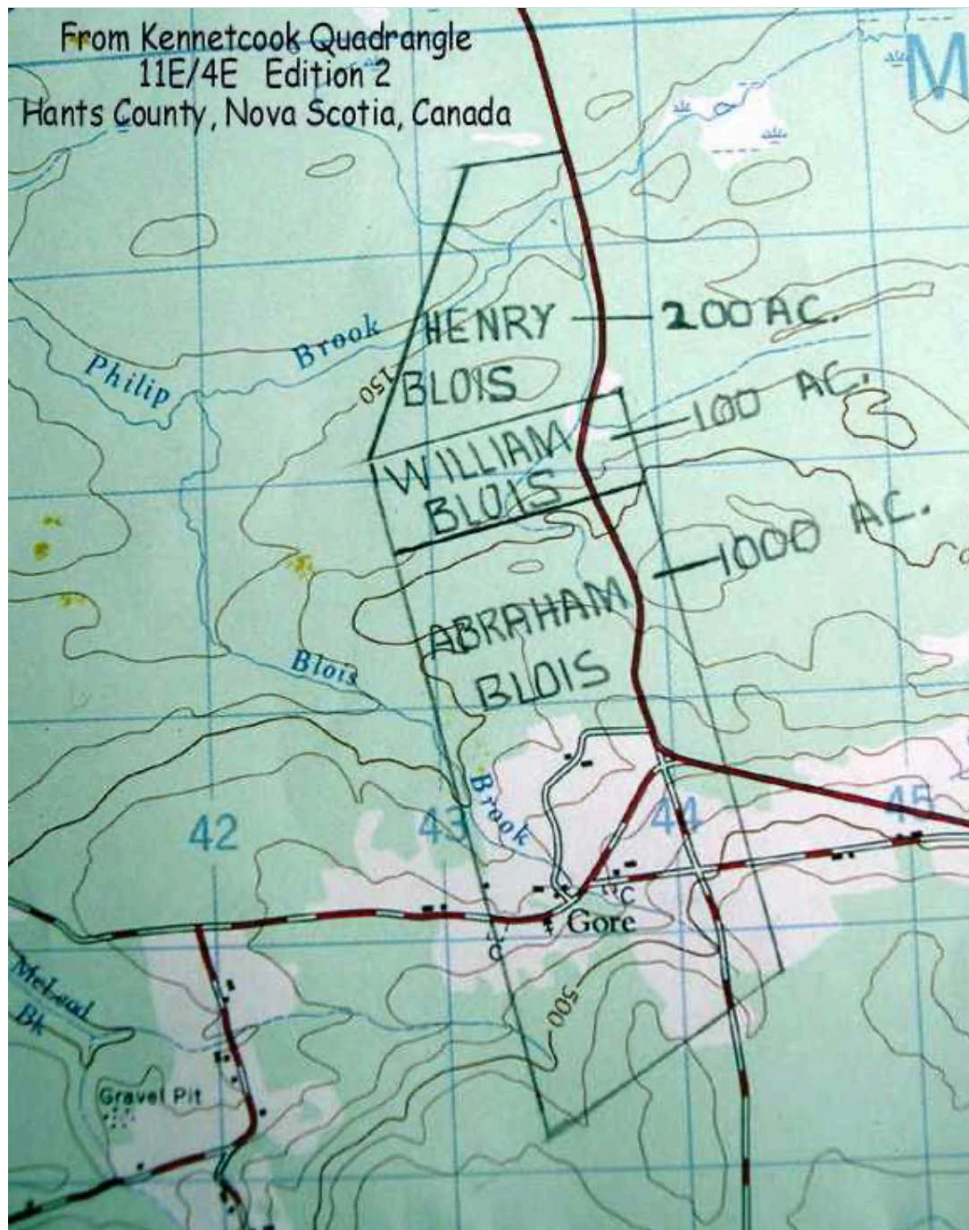 From Kennetcook Quadrangle
11E/4E Edition 2
Hants County, Nova Scotia, Canada
M
HENRY
BLOIS
200 AC.
Philip
Brook
150
WILLIAM
BLOIS
100 AC.
ABRAHAM
BLOIS
1000 AC.
Blois
Brook
42
43
44
45
C
C
Gore
500
McLeod
Bk
Gravel Pit